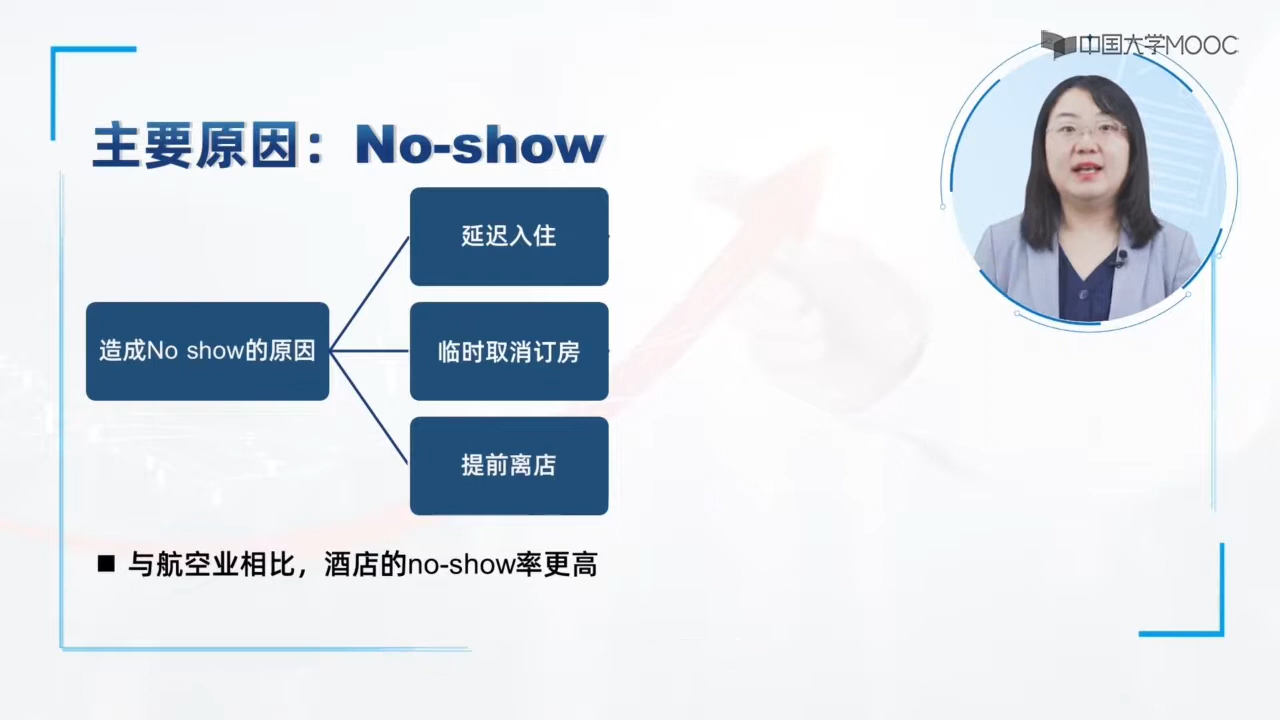 中国大学MOOC
主要原因：No-show
延迟入住
造成No show的原因
临时取消订房
提前离店
■ 与航空业相比，酒店的no-show率更高